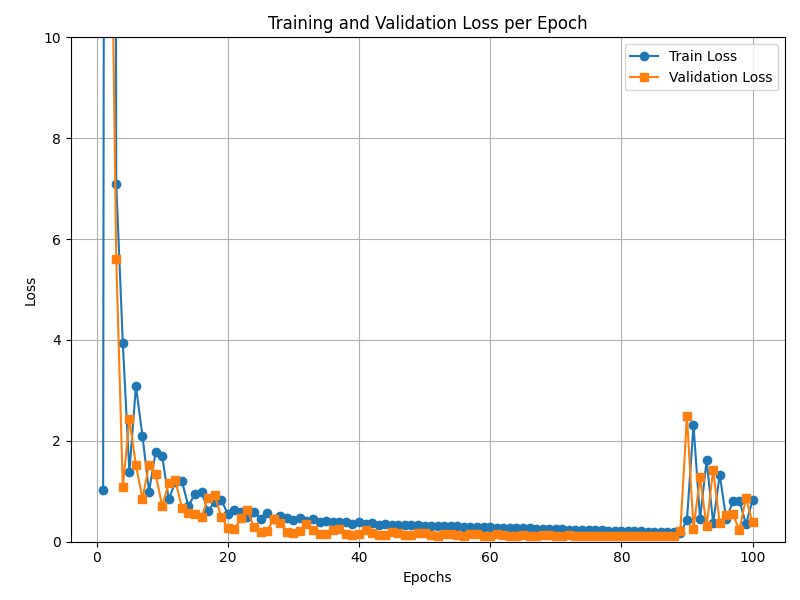 Training and Validation Loss per Epoch
Train Loss
Validation Loss
10
8
6
4
2
0
Loss
0 20 40 60 80 100
Epochs